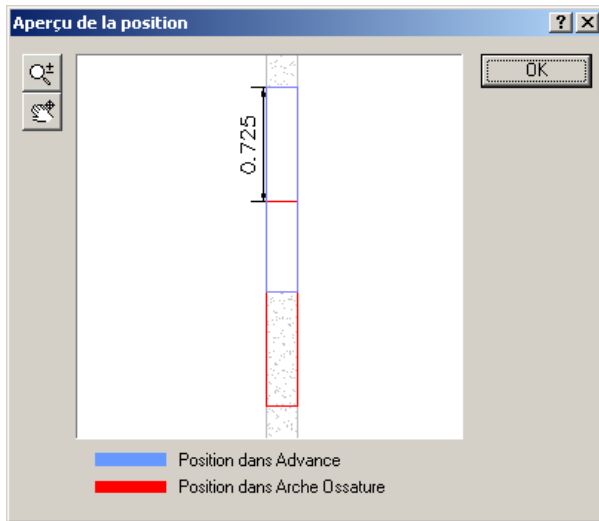 Aperçu de la position
OK
0.725
Position dans Advance
Position dans Arche Ossature